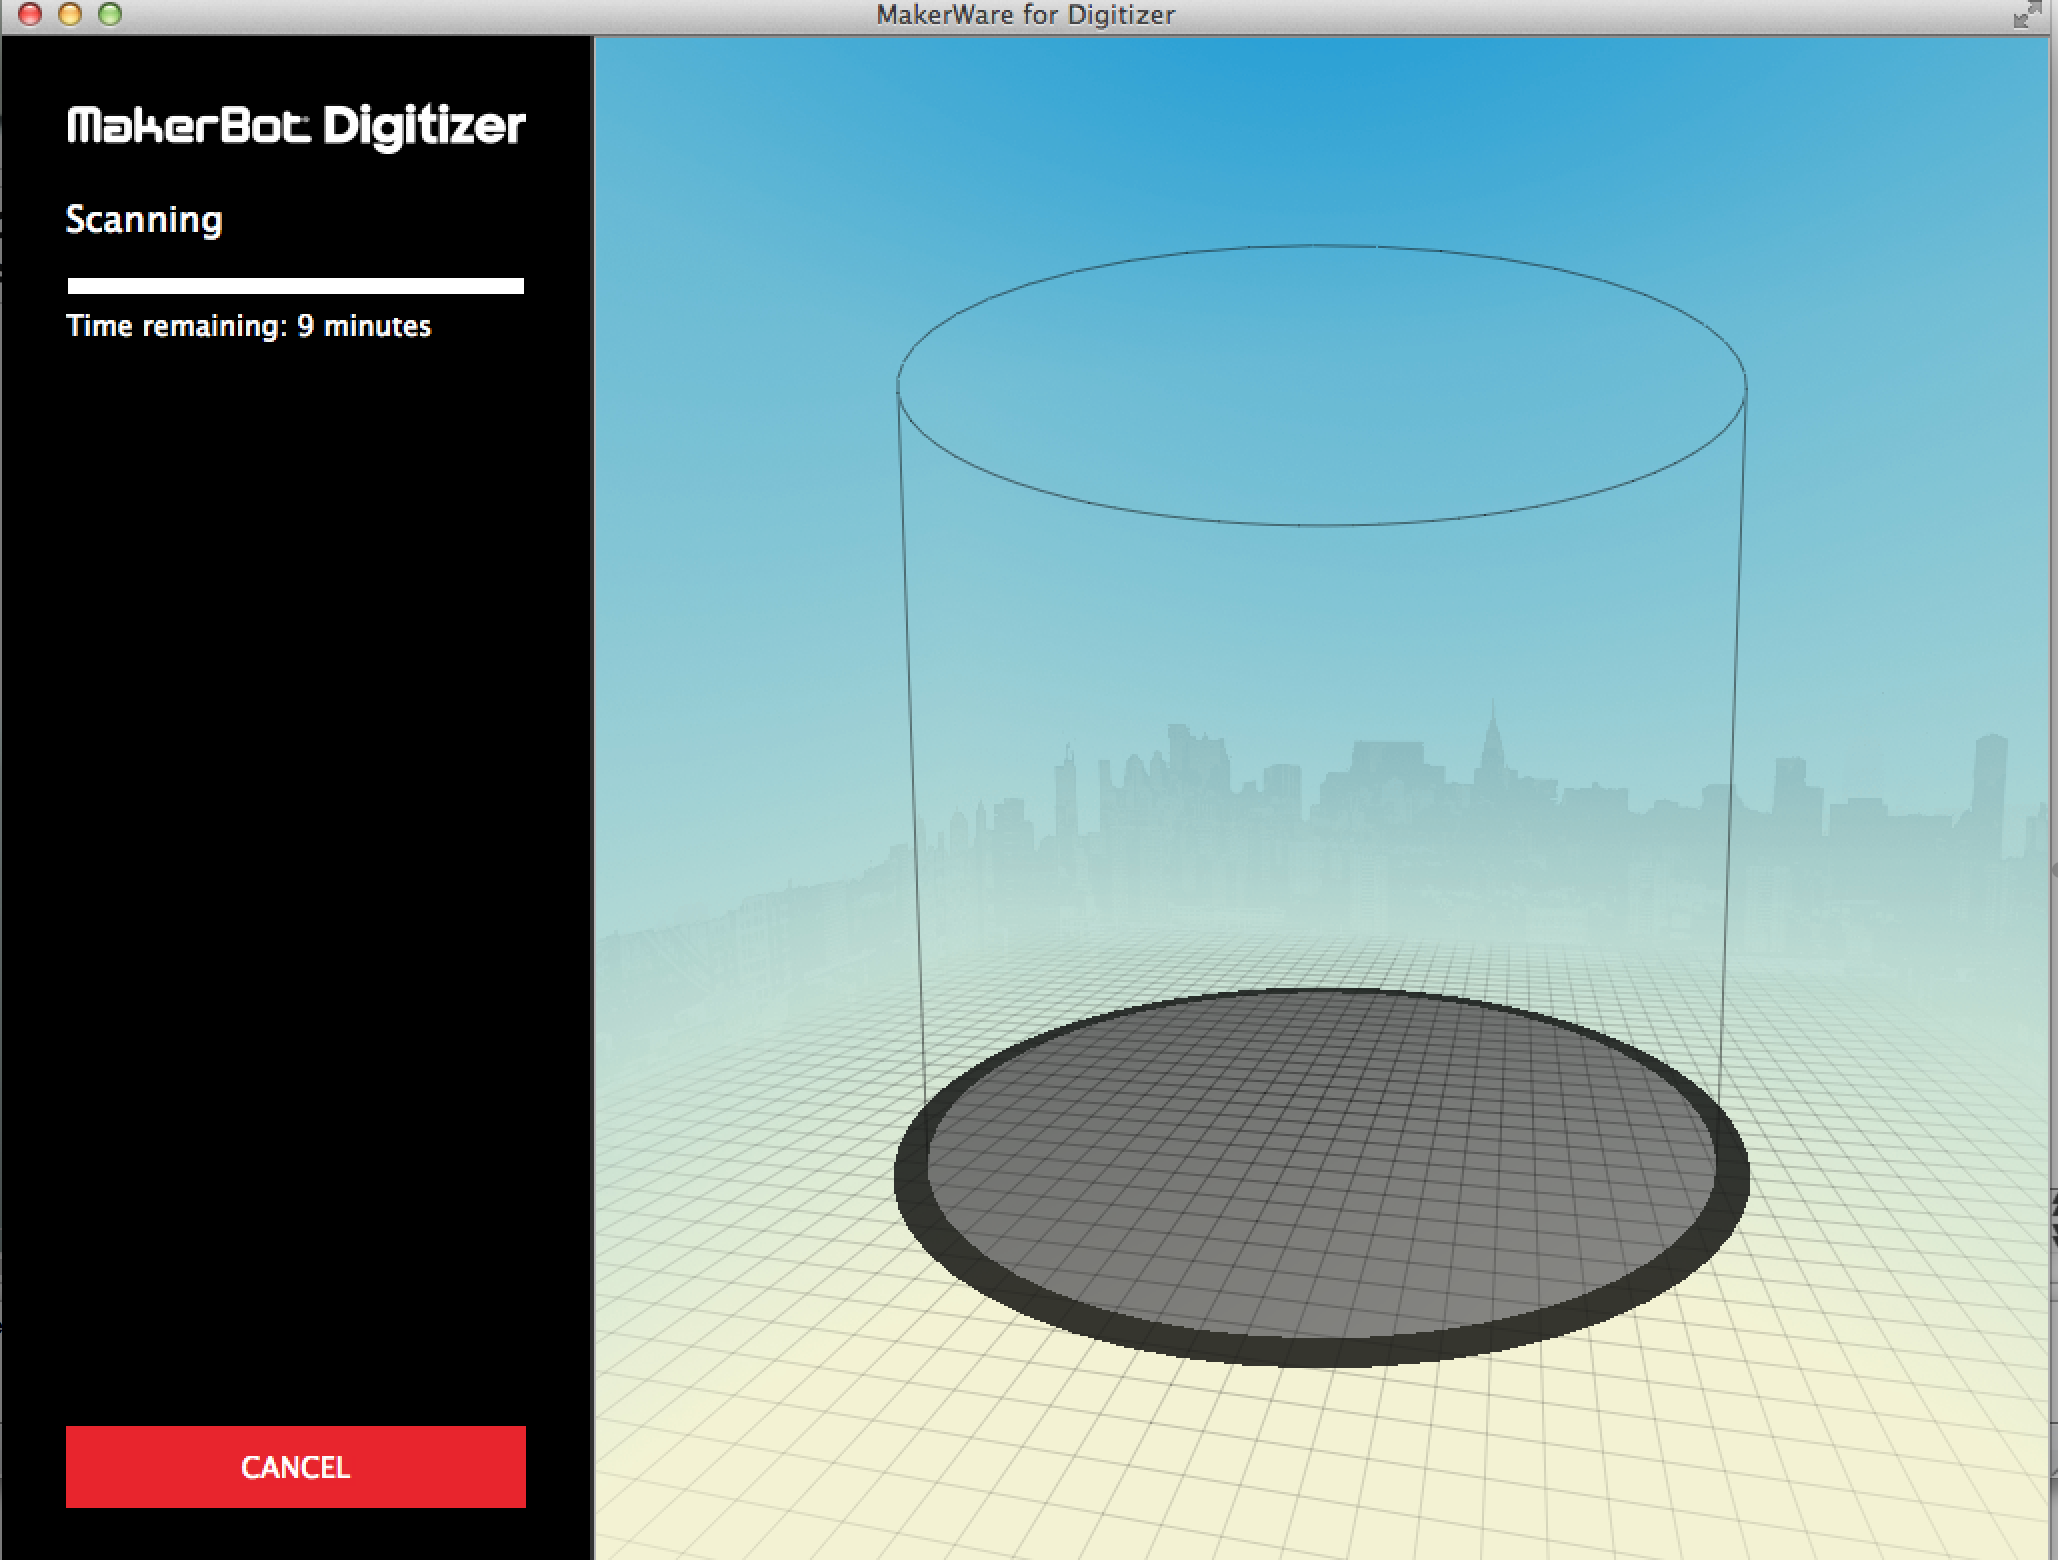 MakerWare for Digitizer
MakerBot Digitizer
Scanning
Time remaining: 9 minutes
CANCEL